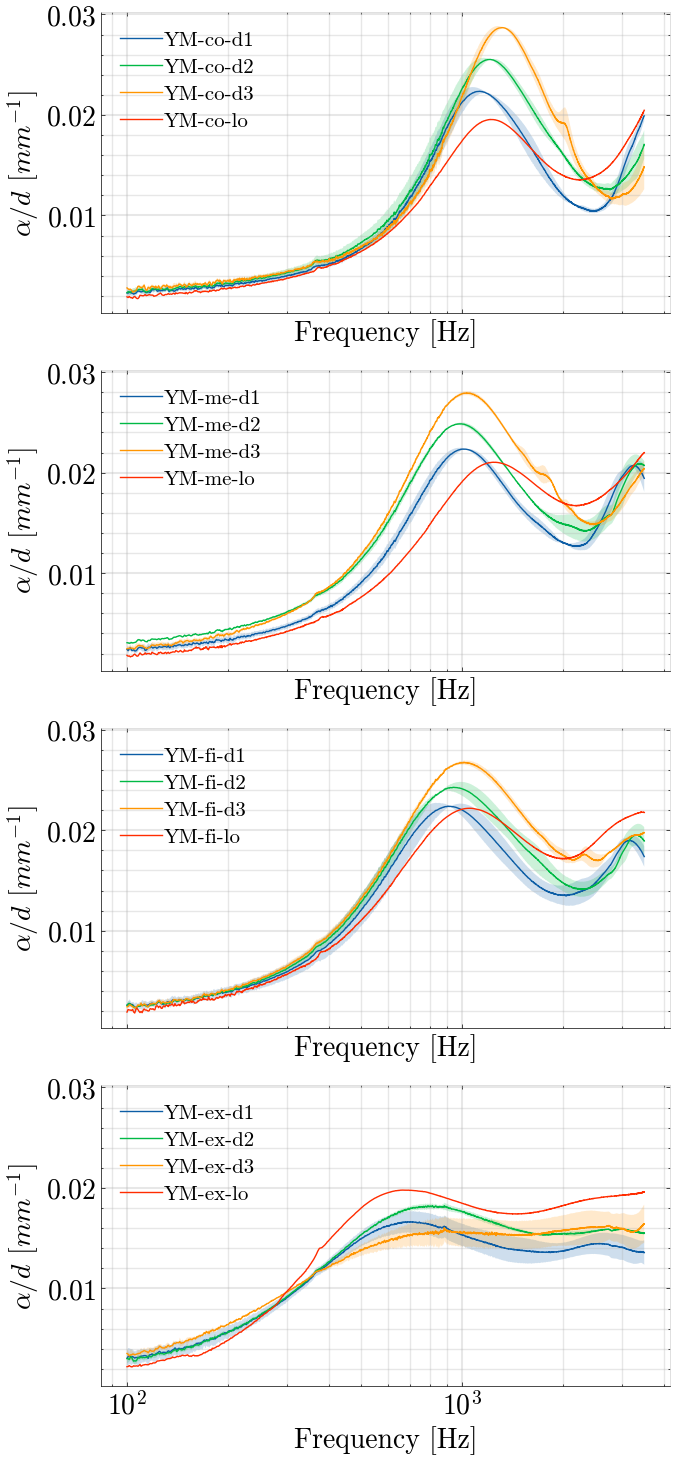 0.03
YM-co-d1
YM-co-d2
YM-co-d3
0.02
YM-co-lo
α/d [mm⁻¹]
0.01
Frequency [Hz]
0.03
YM-me-d1
YM-me-d2
YM-me-d3
0.02
YM-me-lo
α/d [mm⁻¹]
0.01
Frequency [Hz]
0.03
YM-fi-d1
YM-fi-d2
YM-fi-d3
0.02
YM-fi-lo
α/d [mm⁻¹]
0.01
Frequency [Hz]
0.03
YM-ex-d1
YM-ex-d2
YM-ex-d3
0.02
YM-ex-lo
α/d [mm⁻¹]
0.01
10² 10³
Frequency [Hz]